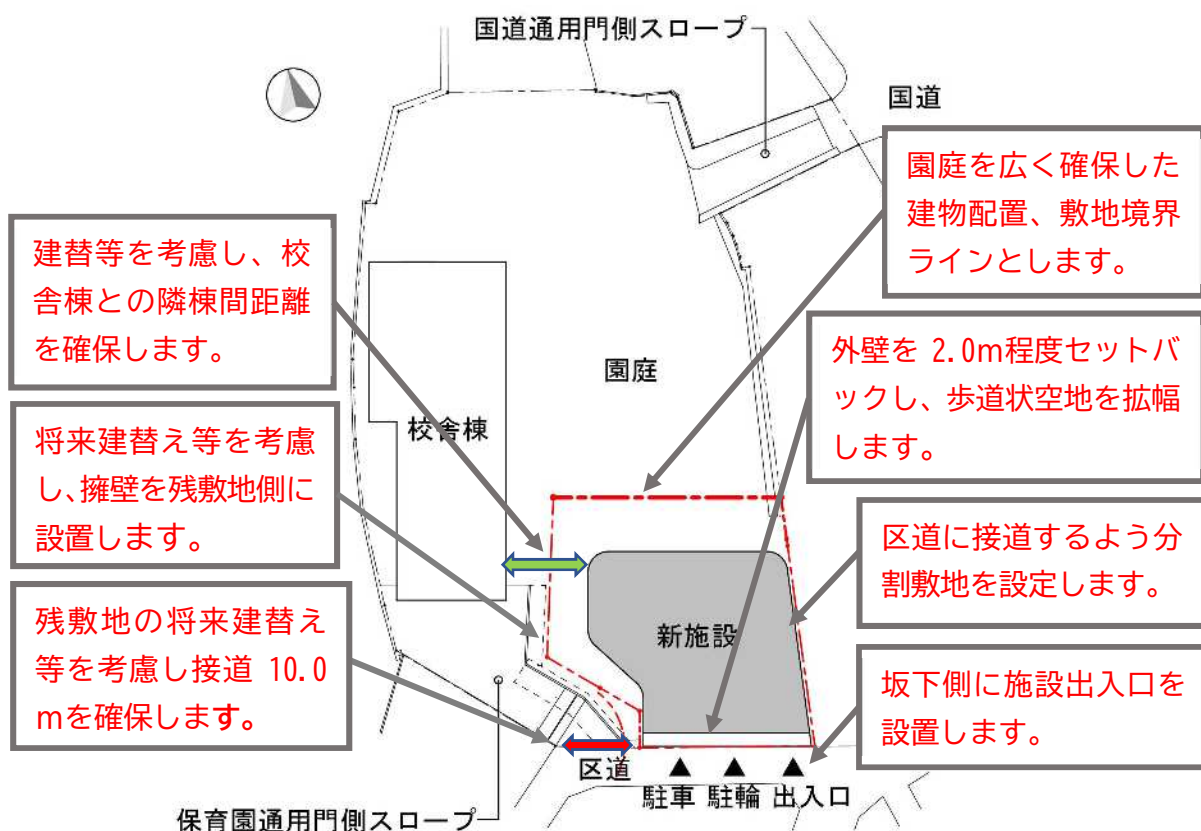 国道通用門側スロープ
国道
園庭を広く確保した
建物配置、敷地境界
ラインとします。
建替等を考慮し、校
舎棟との隣棟間距離
を確保します。
外壁を 2.0m程度セットバ
ックし、歩道状空地を拡幅
します。
園庭
校舎棟
将来建替え等を考慮
し、擁壁を残敷地側に
設置します。
区道に接道するよう分
割敷地を設定します。
残敷地の将来建替え
等を考慮し接道 10.0
mを確保します。
新施設
坂下側に施設出入口を
設置します。
区道
駐車 駐輪 出入口
保育園通用門側スロープ